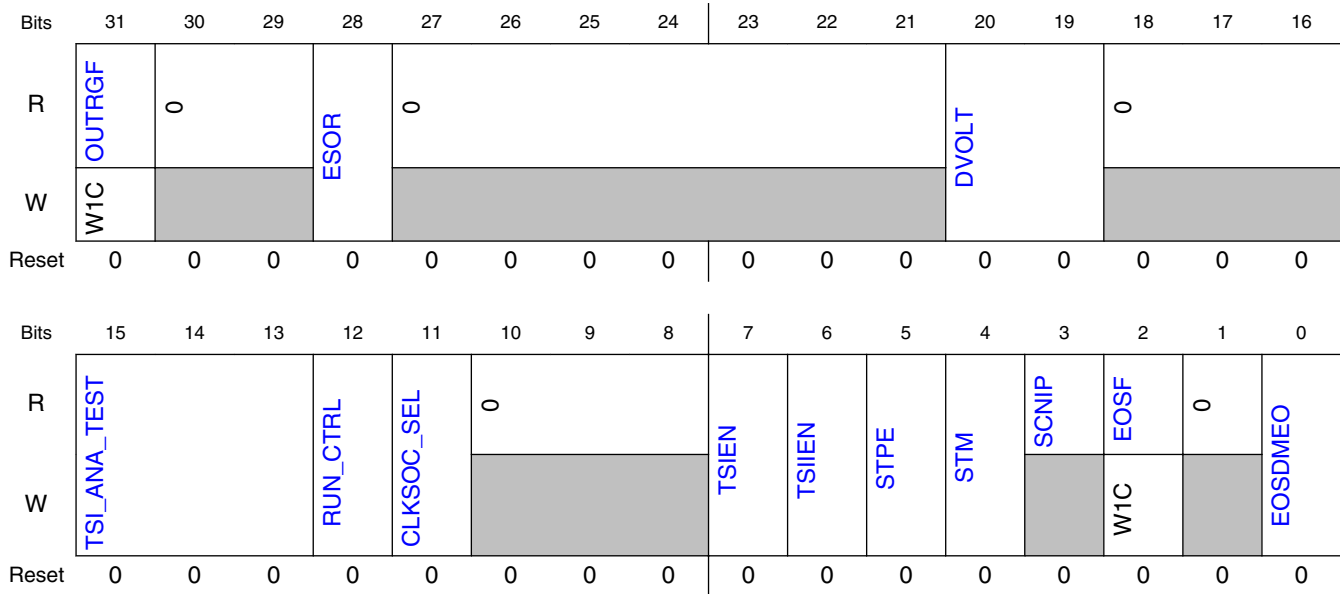 Bits 31 30 29 28 27 26 25 24 23 22 21 20 19 18 17 16
R OUTRGF 0 ESOR 0 DVOLT 0
W W1C
Reset 0 0 0 0 0 0 0 0 0 0 0 0 0 0 0 0
Bits 15 14 13 12 11 10 9 8 7 6 5 4 3 2 1 0
R TSI_ANA_TEST RUN_CTRL CLKSOC_SEL 0 TSIEN TSIIEN STPE STM SCNIP EOSF 0 EOSDMEO
W W1C
Reset 0 0 0 0 0 0 0 0 0 0 0 0 0 0 0 0